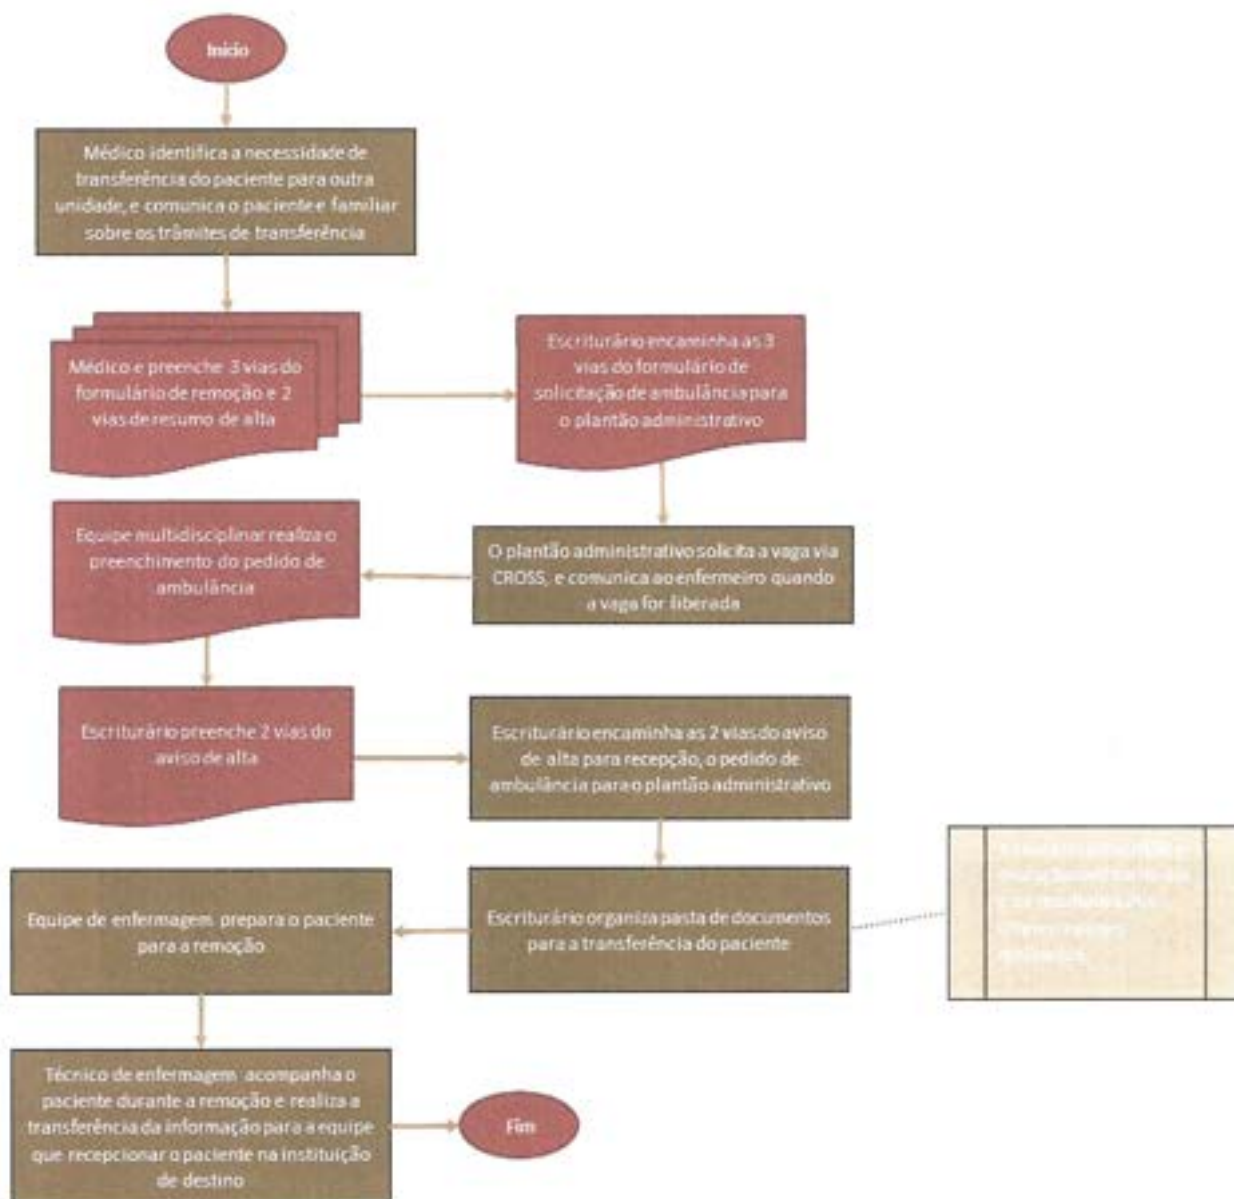 Início
Médico identifica a necessidade de
transferência do paciente para outra
unidade, e comunica o paciente e familiar
sobre os trâmites de transferência
Médico e preenche 3 vias do
formulário de remoção e 2
vias de resumo de alta
Escriturário encaminha as 3
vias do formulário de
solicitação de ambulância para
o plantão administrativo
Equipe multidisciplinar realiza o
preenchimento do pedido de
ambulância
O plantão administrativo solicita a vaga via
CROSS, e comunica ao enfermeiro quando
a vaga for iliberada
Escriturário preenche 2 vias do
aviso de alta
Escriturário encaminha as 2 vias do aviso
de alta para recepção, o pedido de
ambulância para o plantão administrativo
Equipe de enfermagem prepara o paciente
para a remoção
Escriturário organiza pasta de documentos
para a transferência do paciente
Técnico de enfermagem acompanha o
paciente durante a remoção e realiza a
transferência da informação para a equipe
que recepcionar o paciente na instituição
de destino
Fim